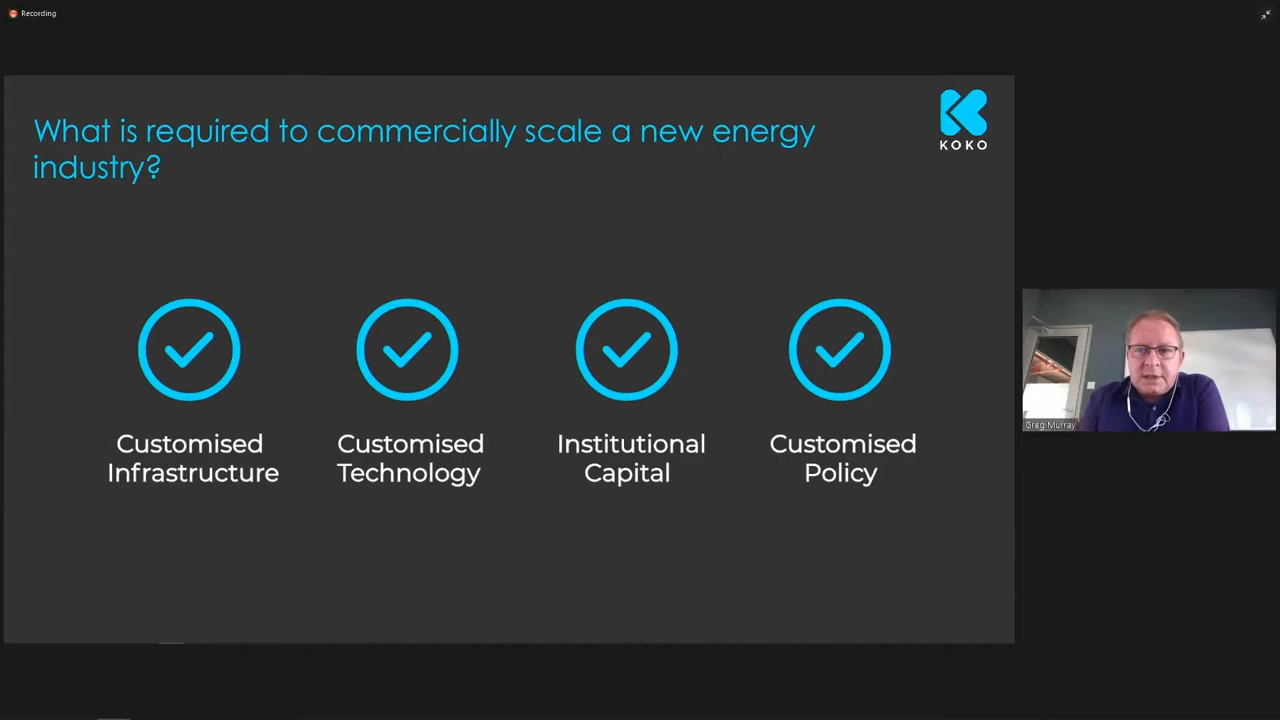 Recording
What is required to commercially scale a new energy
industry?
KOKO
Customised
Infrastructure
Customised
Technology
Institutional
Capital
Customised
Policy
Greg Murray